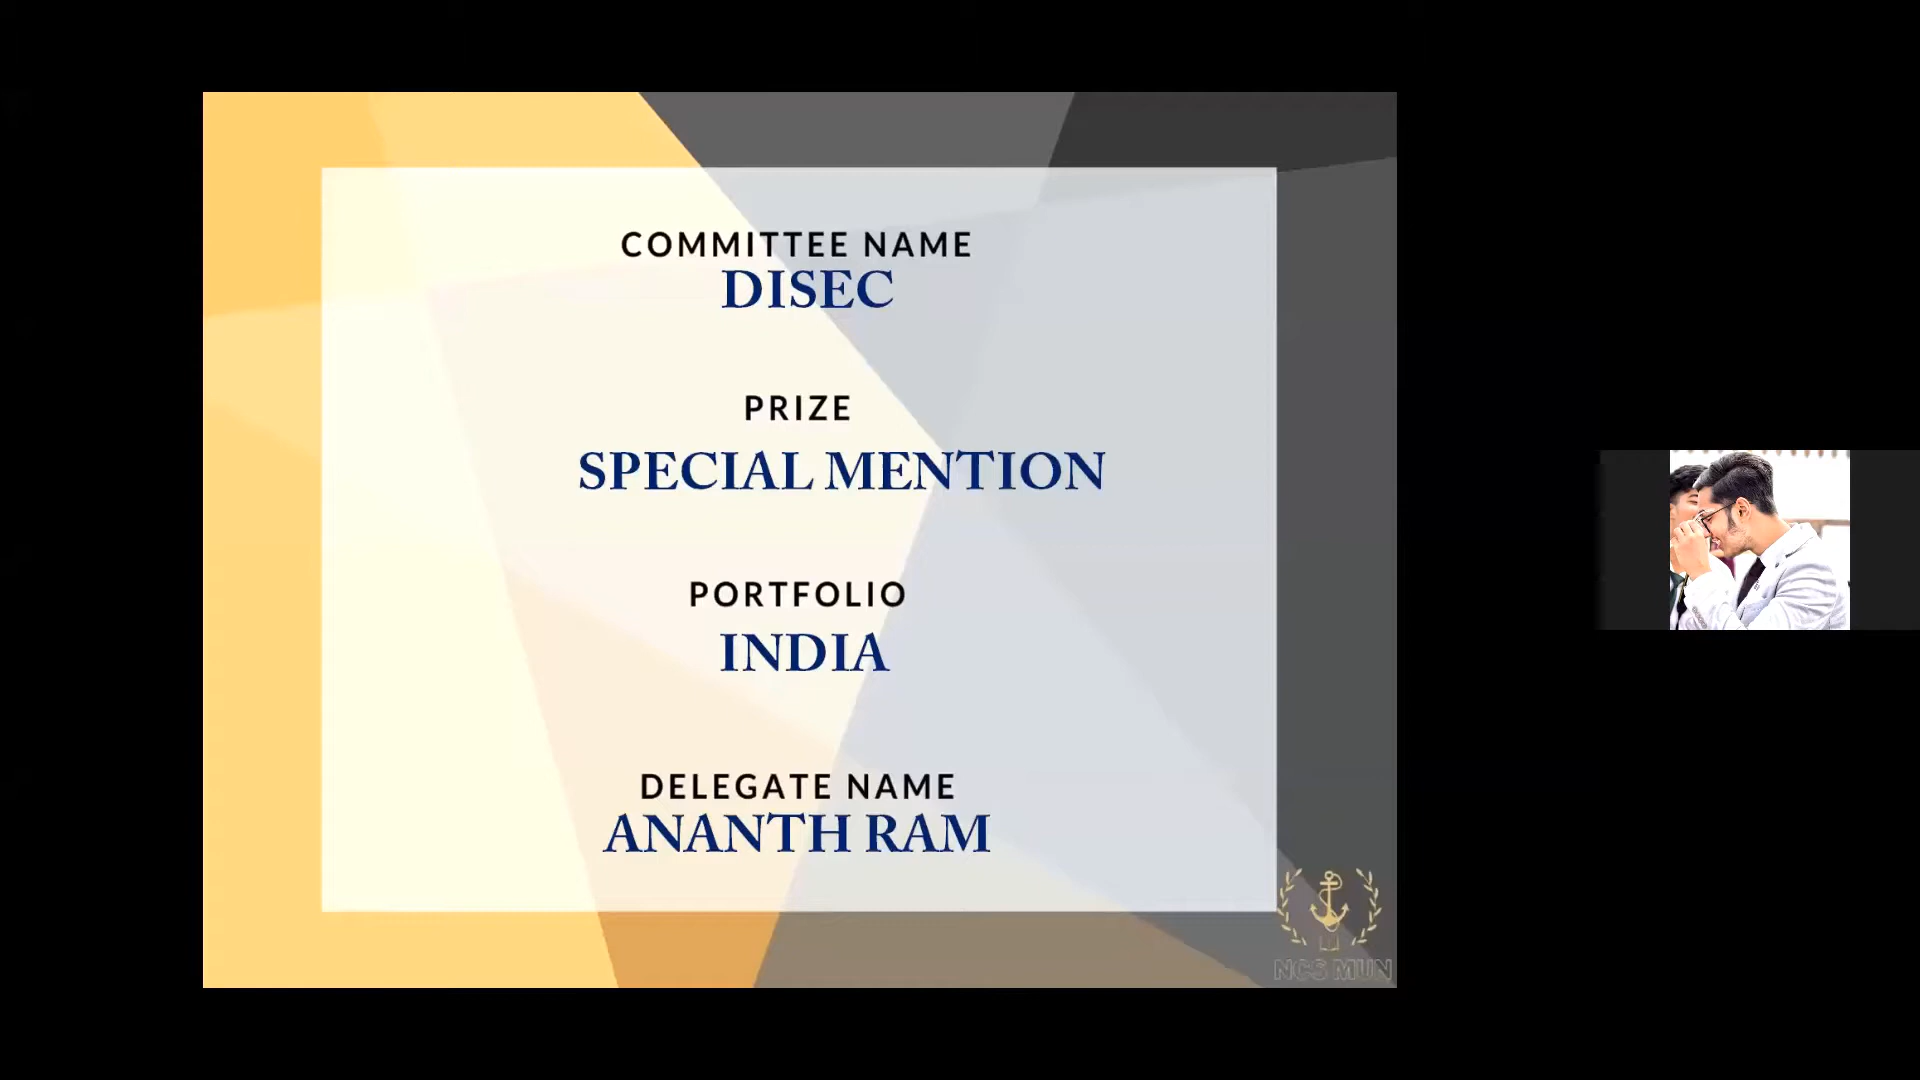 COMMITTEE NAME
DISEC
PRIZE
SPECIAL MENTION
PORTFOLIO
INDIA
DELEGATE NAME
ANANTH RAM
NCS MUN